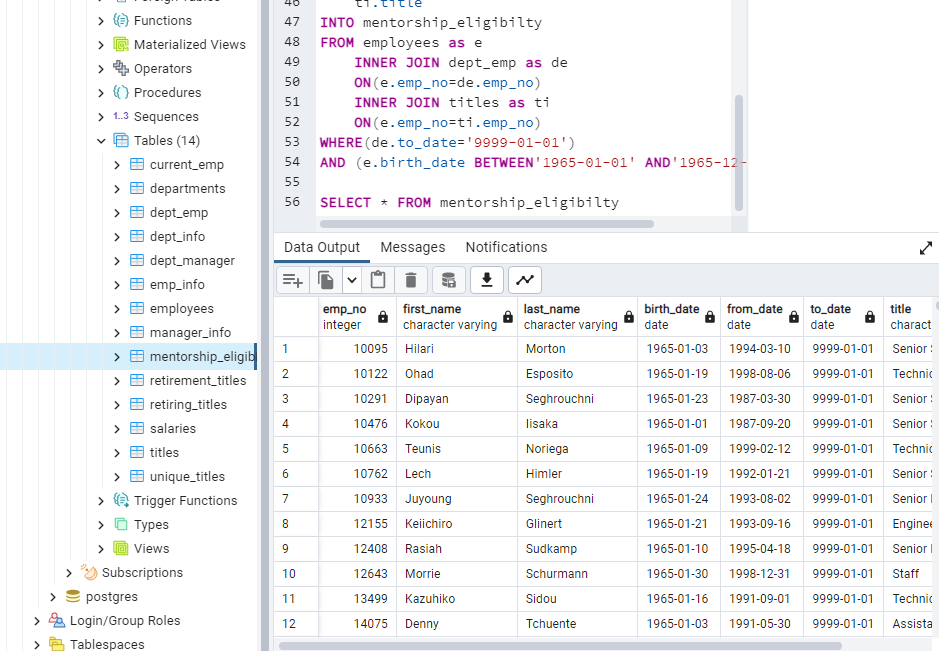 Functions
Materialized Views
Operators
Procedures
1..3 Sequences
Tables (14)
current_emp
departments
dept_emp
dept_info
dept_manager
emp_info
employees
manager_info
mentorship_eligib
retirement_titles
retiring_titles
salaries
titles
unique_titles
Trigger Functions
Types
Views
Subscriptions
postgres
Login/Group Roles
Tablespaces
46 ti.title
47 INTO mentorship_eligibilty
48 FROM employees as e
49 INNER JOIN dept_emp as de
50 ON(e.emp_no=de.emp_no)
51 INNER JOIN titles as ti
52 ON(e.emp_no=ti.emp_no)
53 WHERE(de.to_date='9999-01-01')
54 AND (e.birth_date BETWEEN'1965-01-01' AND'1965-12-
55
56 SELECT * FROM mentorship_eligibilty
Data Output Messages Notifications
emp_no first_name last_name birth_date from_date to_date title
integer character varying character varying date date date charact
1 10095 Hilari Morton 1965-01-03 1994-03-10 9999-01-01 Senior
2 10122 Ohad Esposito 1965-01-19 1998-08-06 9999-01-01 Technic
3 10291 Dipayan Seghrouchni 1965-01-23 1987-03-30 9999-01-01 Senior
4 10476 Kokou Iisaka 1965-01-01 1987-09-20 9999-01-01 Senior
5 10663 Teunis Noriega 1965-01-09 1999-02-12 9999-01-01 Technic
6 10762 Lech Himler 1965-01-19 1992-01-21 9999-01-01 Senior
7 10933 Juyoung Seghrouchni 1965-01-24 1993-08-02 9999-01-01 Senior
8 12155 Keiichiro Glinert 1965-01-21 1993-09-16 9999-01-01 Enginee
9 12408 Rasiah Sudkamp 1965-01-10 1995-04-18 9999-01-01 Senior
10 12643 Morrie Schurmann 1965-01-30 1998-12-31 9999-01-01 Staff
11 13499 Kazuhiko Sidou 1965-01-16 1991-09-01 9999-01-01 Technic
12 14075 Denny Tchuente 1965-01-03 1991-05-30 9999-01-01 Assista